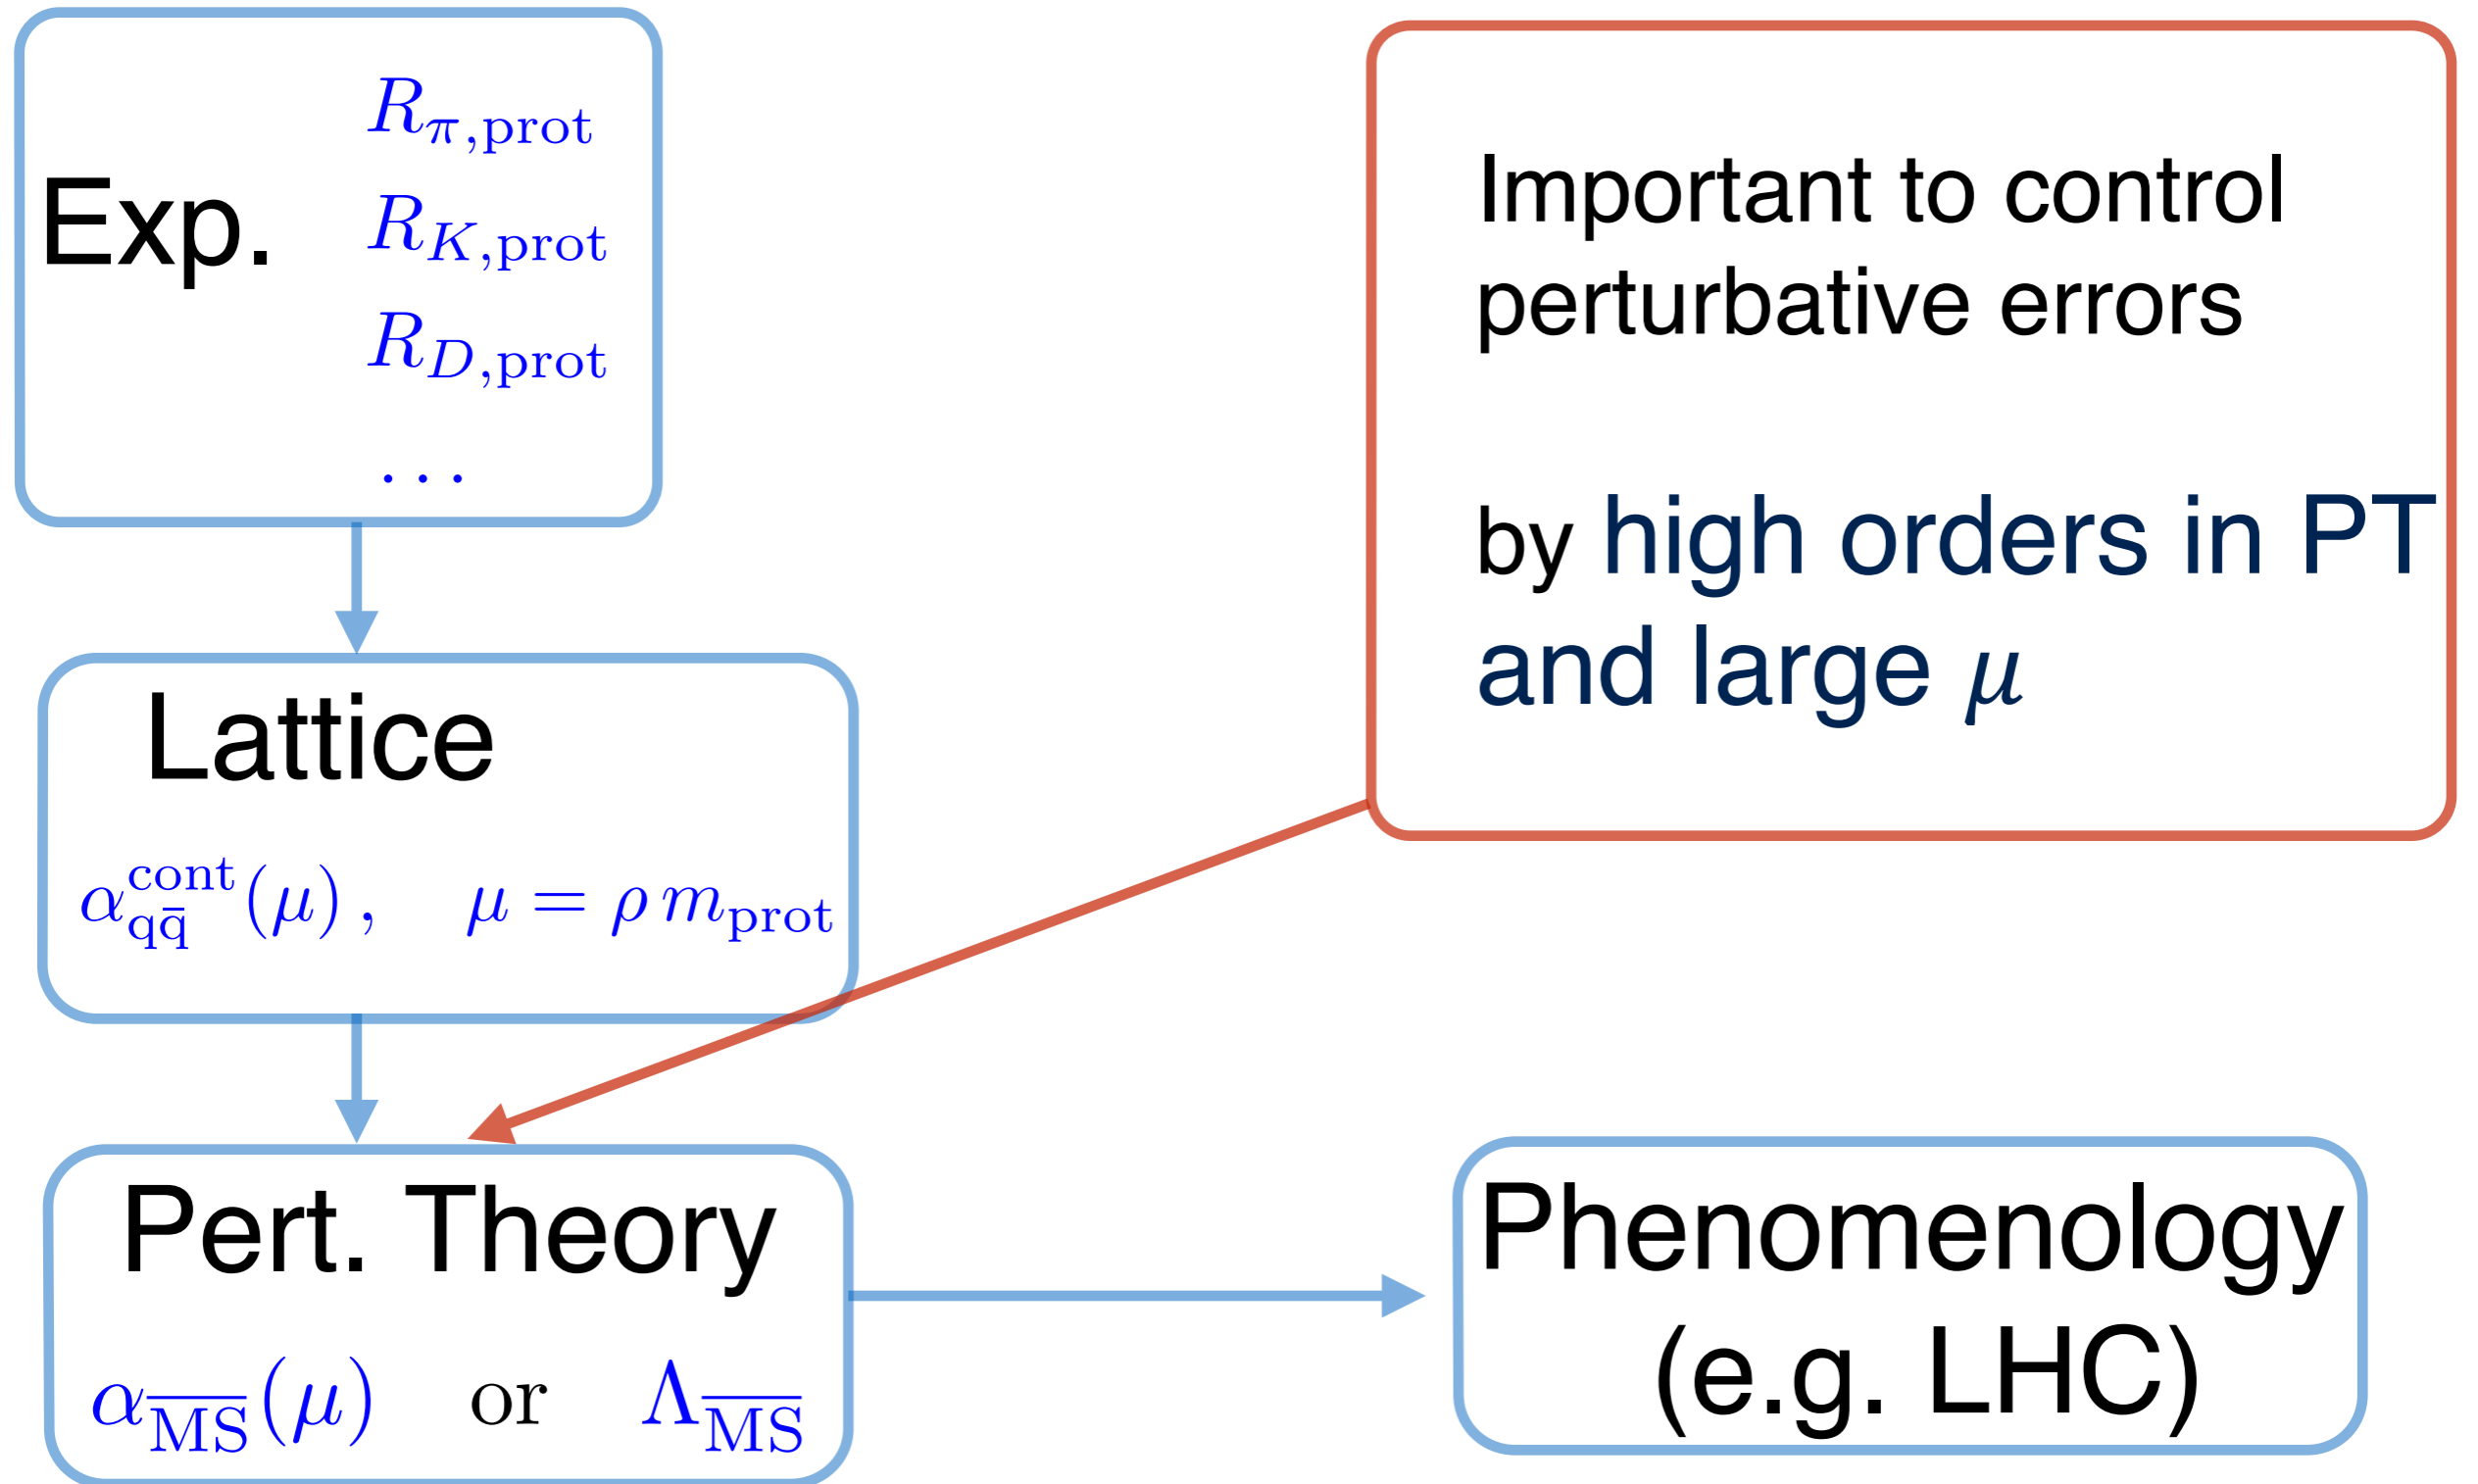 Exp.
R_{π,prot}
R_{K,prot}
R_{D,prot}
...
Important to control
perturbative errors
by high orders in PT
and large μ
Lattice
α^{cont}_{qq̄}(μ) , μ = ρ m_{prot}
Pert. Theory
α_{\overline{MS}}(μ) or Λ_{\overline{MS}}
Phenomenology
(e.g. LHC)